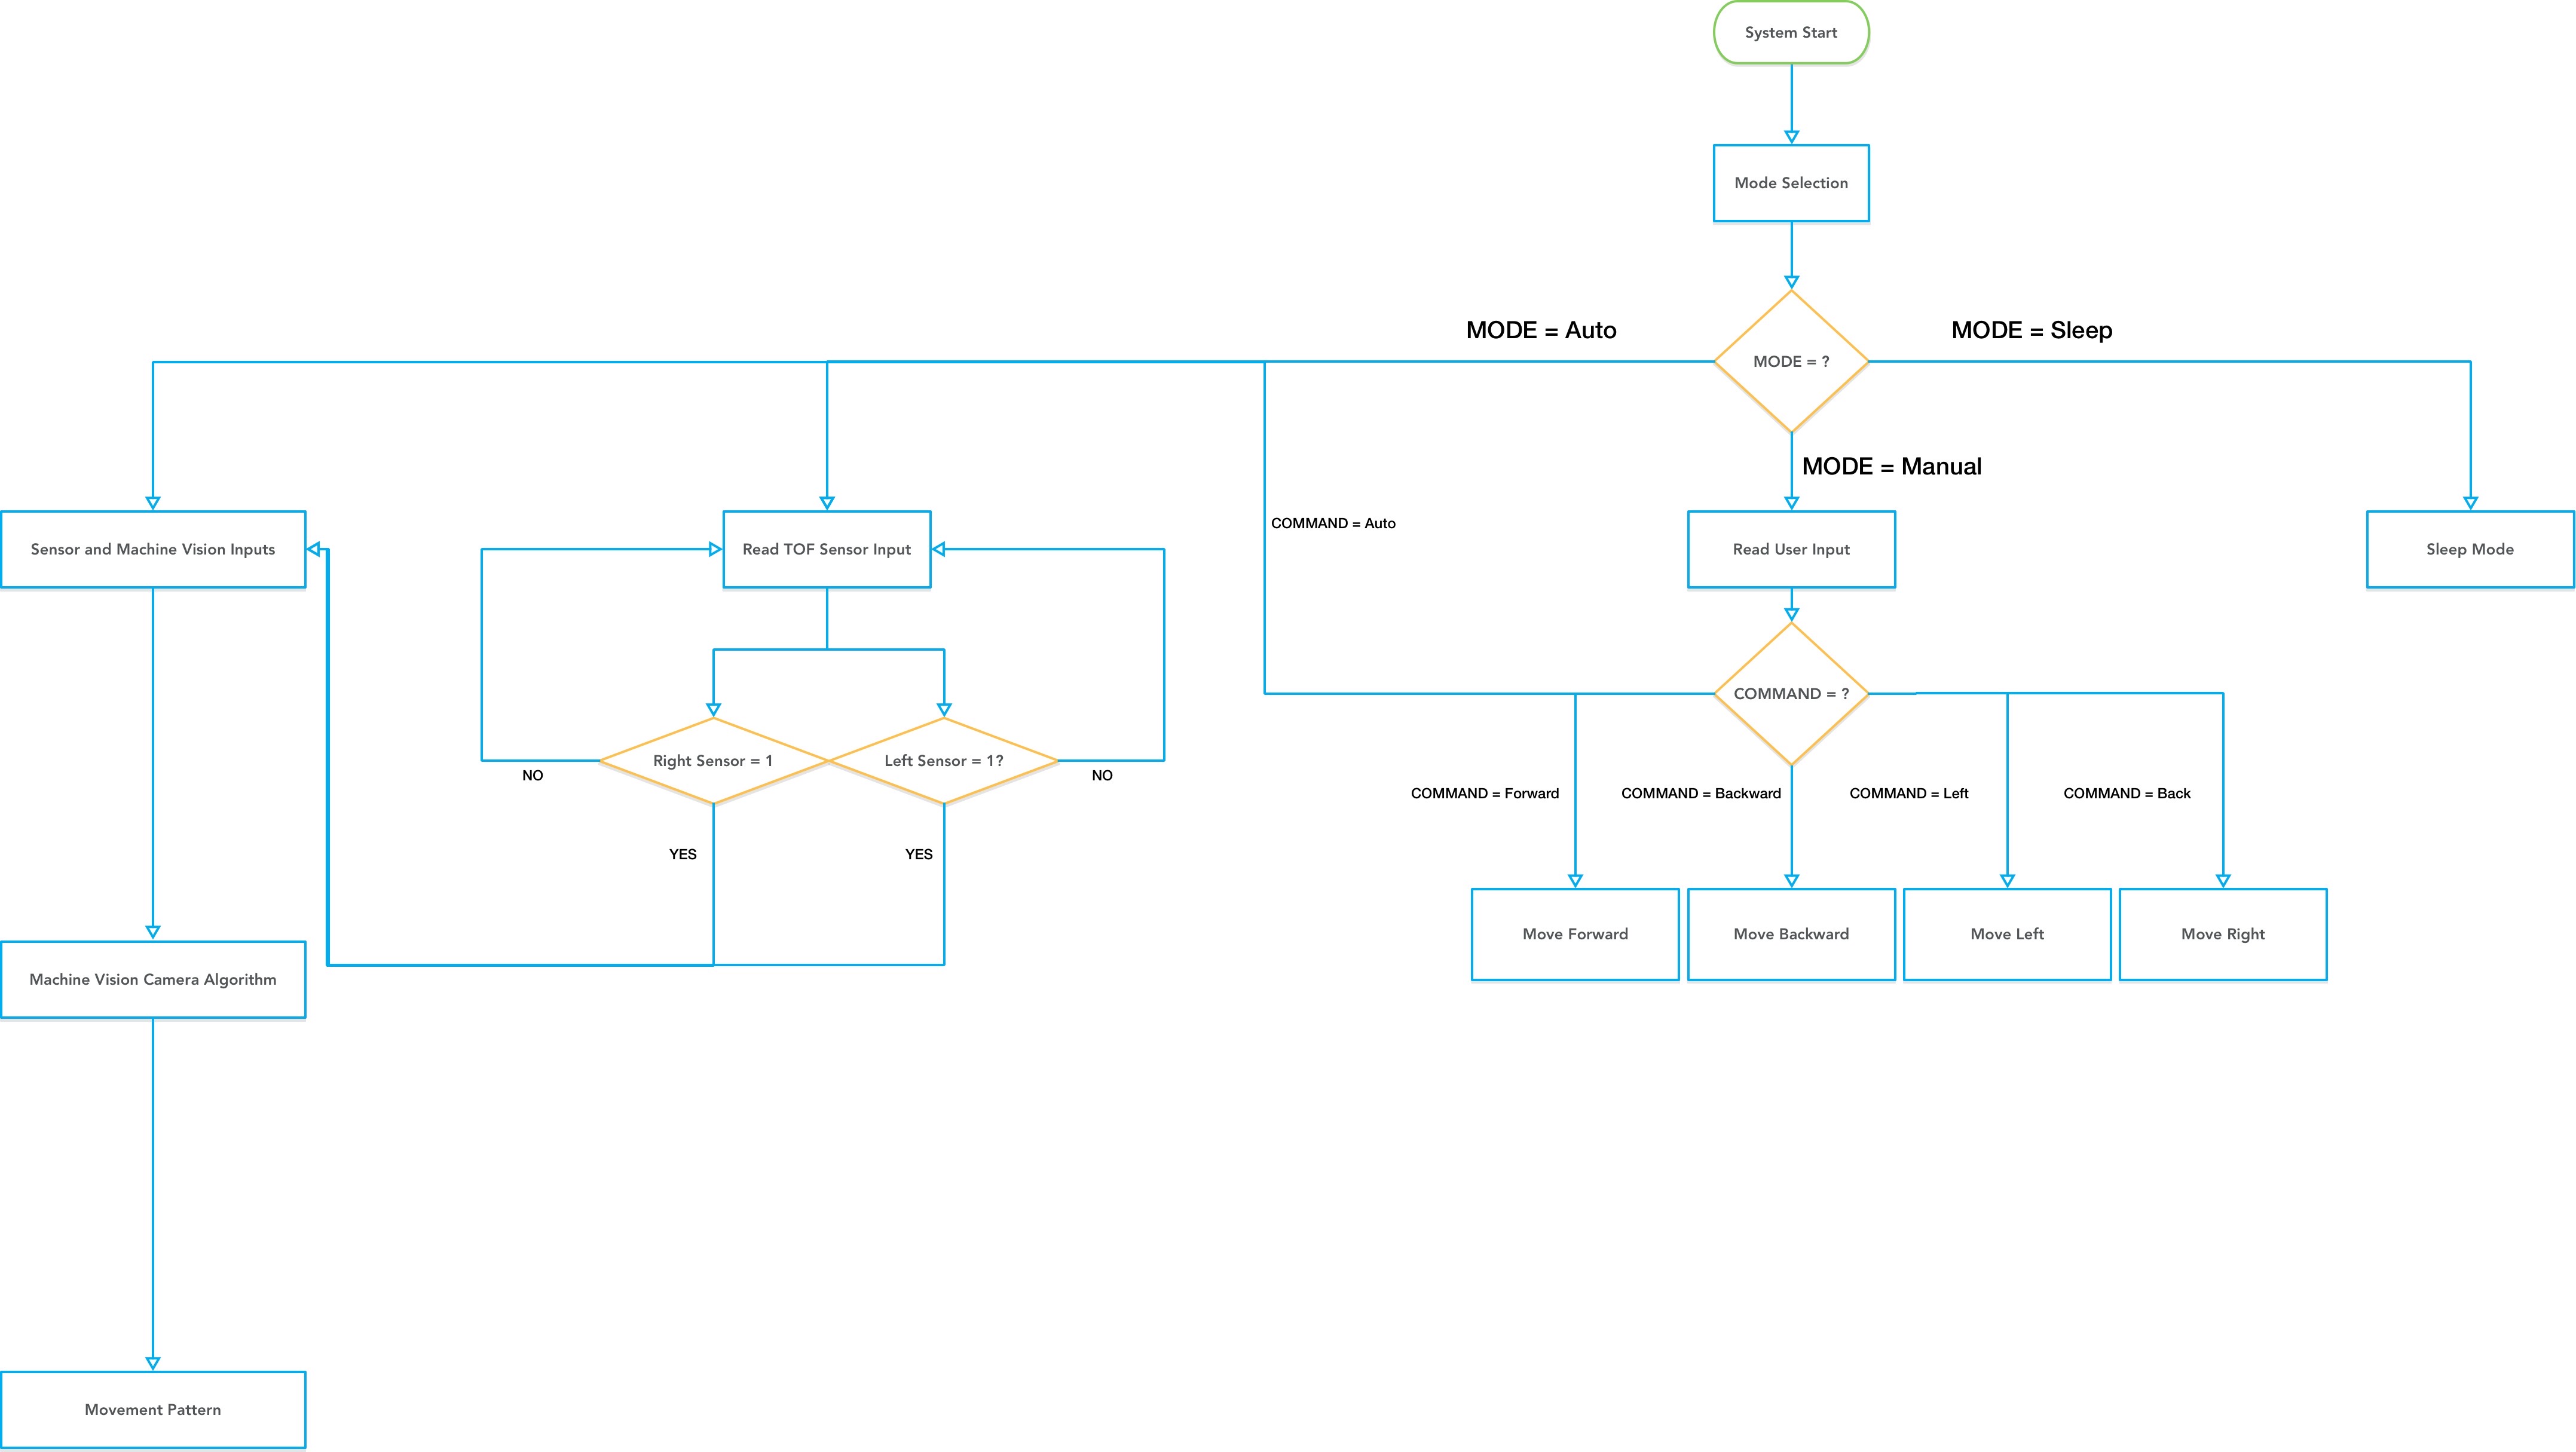 System Start
Mode Selection
MODE = Auto
MODE = ?
MODE = Sleep
MODE = Manual
Sensor and Machine Vision Inputs
Read TOF Sensor Input
COMMAND = Auto
Read User Input
Sleep Mode
COMMAND = ?
Right Sensor = 1
Left Sensor = 1?
NO
NO
COMMAND = Forward
COMMAND = Backward
COMMAND = Left
COMMAND = Back
YES
YES
Move Forward
Move Backward
Move Left
Move Right
Machine Vision Camera Algorithm
Movement Pattern